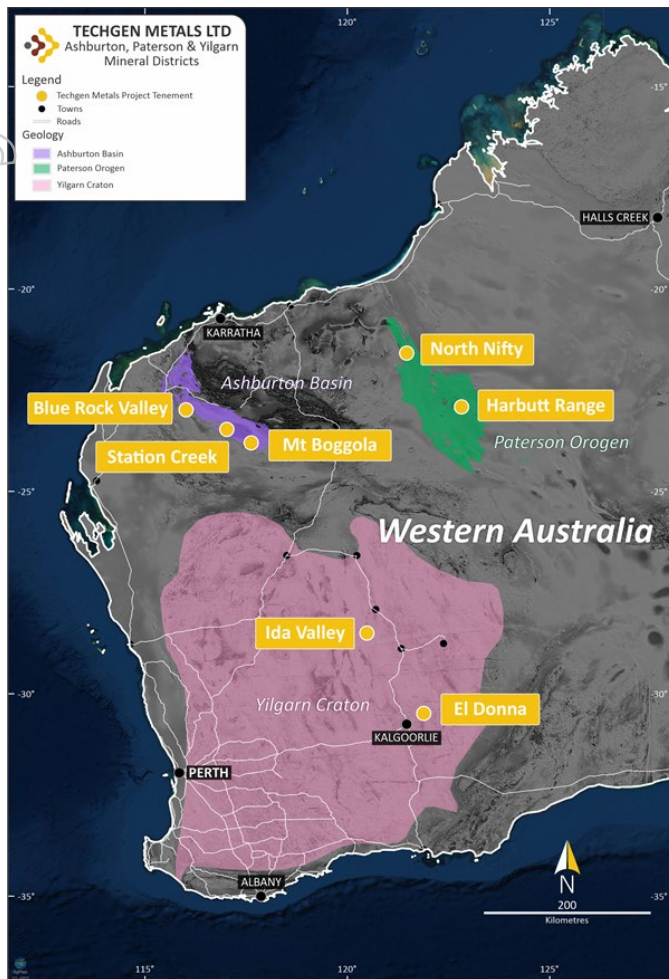 TECHGEN METALS LTD
Ashburton, Paterson & Yilgarn
Mineral Districts
Legend
Techgen Metals Project Tenement
Towns
Roads
Geology
Ashburton Basin
Paterson Orogen
Yilgarn Craton
120°
125°
-15°
HALLS CREEK
-20°
KARRATHA
North Nifty
Ashburton Basin
Blue Rock Valley
Harbutt Range
Station Creek
Mt Boggola
Paterson Orogen
-25°
-25°
Western Australia
Ida Valley
-30°
-30°
Yilgarn Craton
El Donna
KALGOORLIE
PERTH
N
ALBANY
-35°
-35°
200
Kilometres
115°
120°
125°